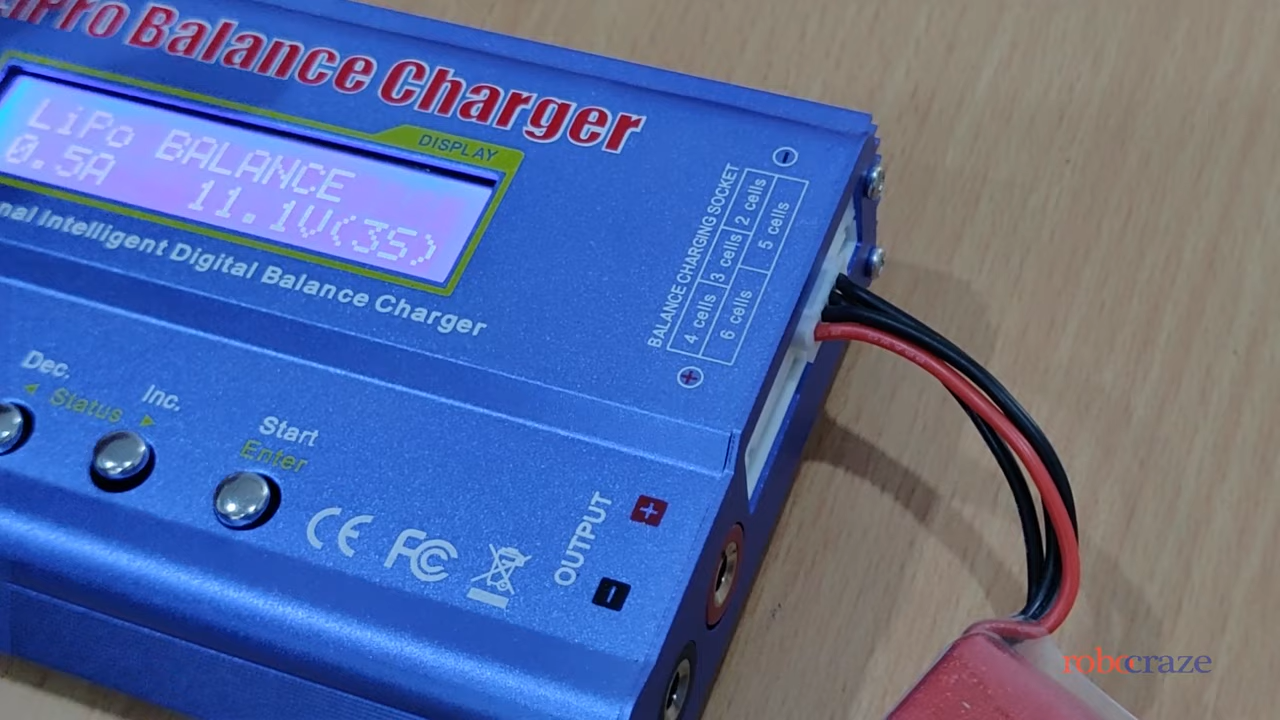 Pro Balance Charger
LiPo BALANCE
0.5A 11.1V(3S)
DISPLAY
Intelligent Digital Balance Charger
BALANCE CHARGING SOCKET
4 cells 3 cells 2 cells
6 cells 5 cells
Dec.
Inc.
Status
Start
Enter
CE FC
OUTPUT
+
-
robocraze